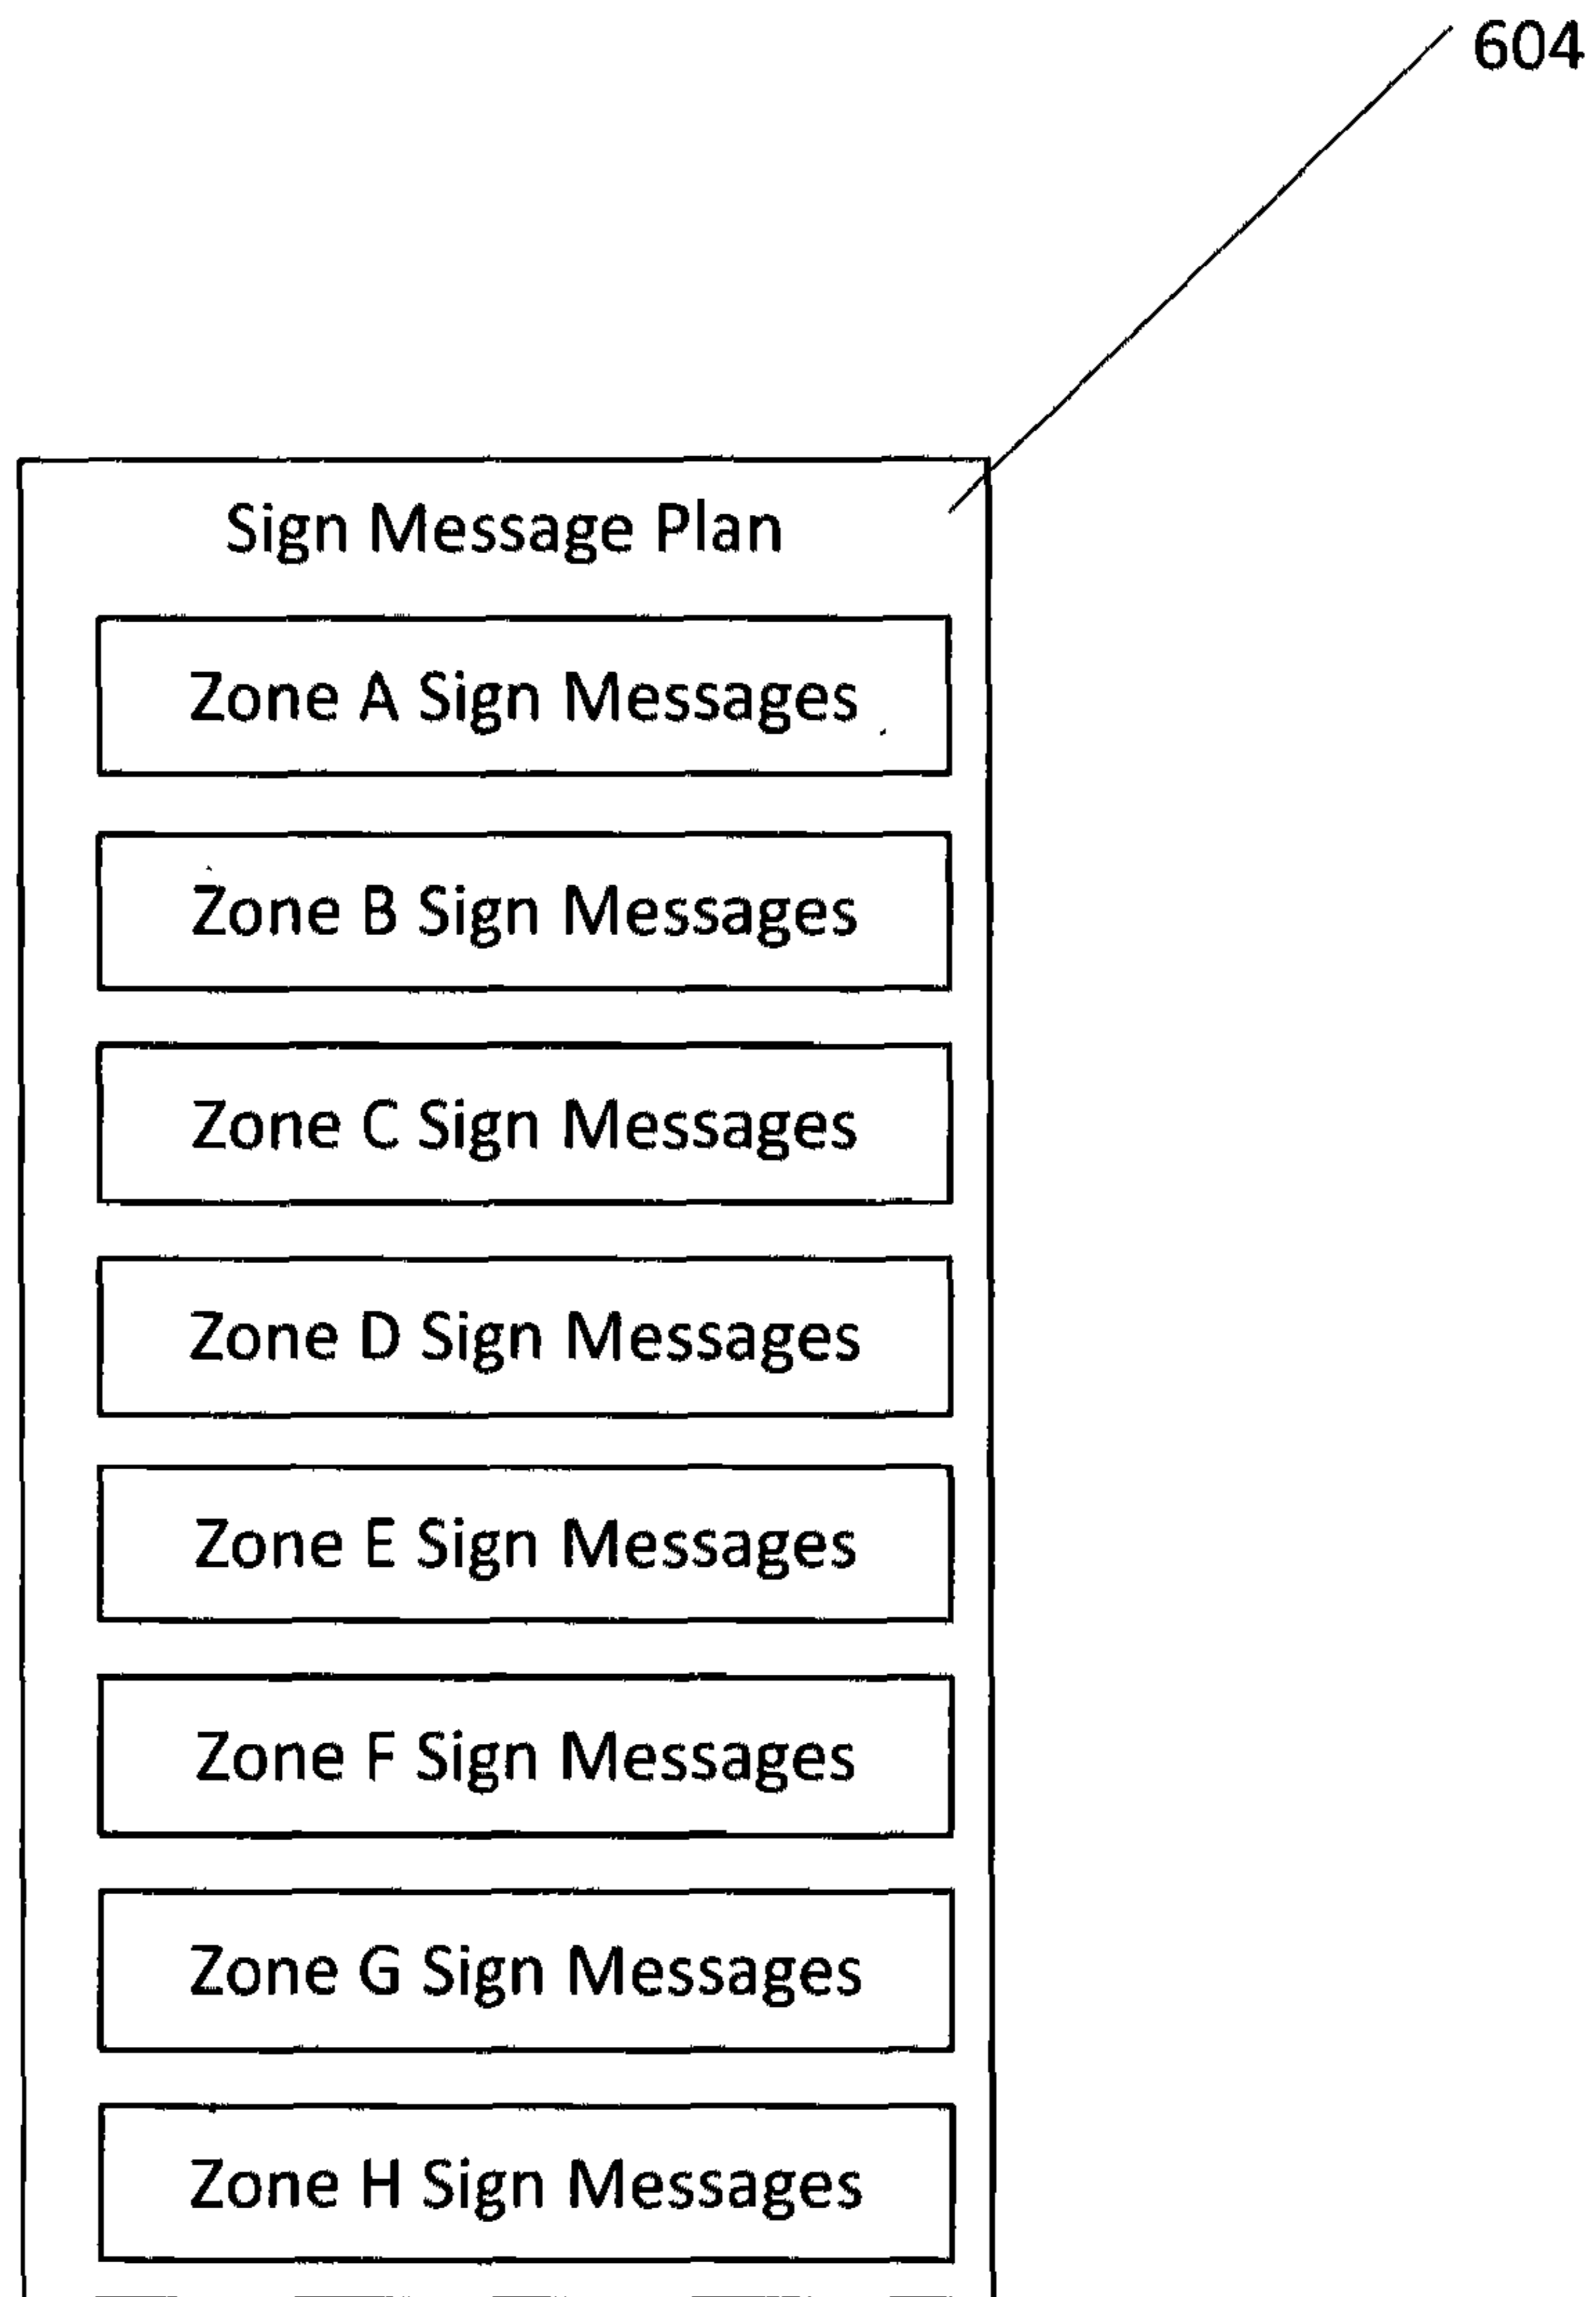 604
Sign Message Plan
Zone A Sign Messages
Zone B Sign Messages
Zone C Sign Messages
Zone D Sign Messages
Zone E Sign Messages
Zone F Sign Messages
Zone G Sign Messages
Zone H Sign Messages